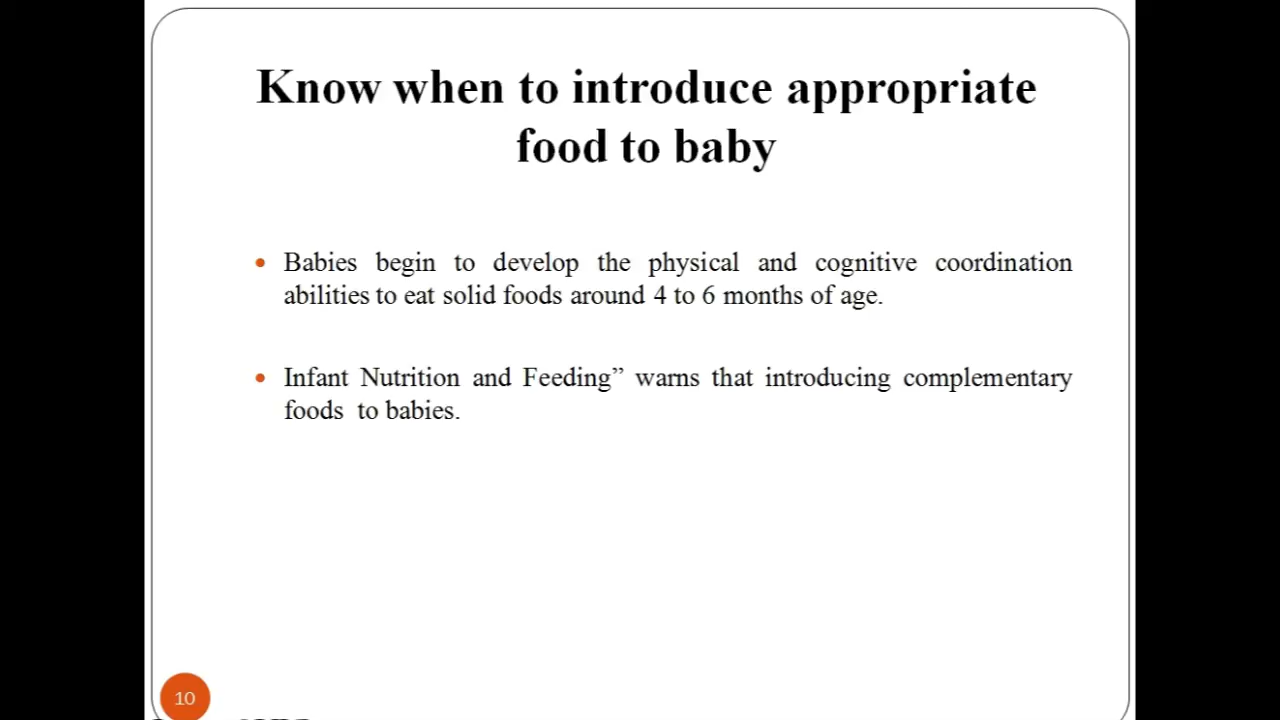 Know when to introduce appropriate
food to baby
• Babies begin to develop the physical and cognitive coordination
abilities to eat solid foods around 4 to 6 months of age.
• Infant Nutrition and Feeding” warns that introducing complementary
foods to babies.
10